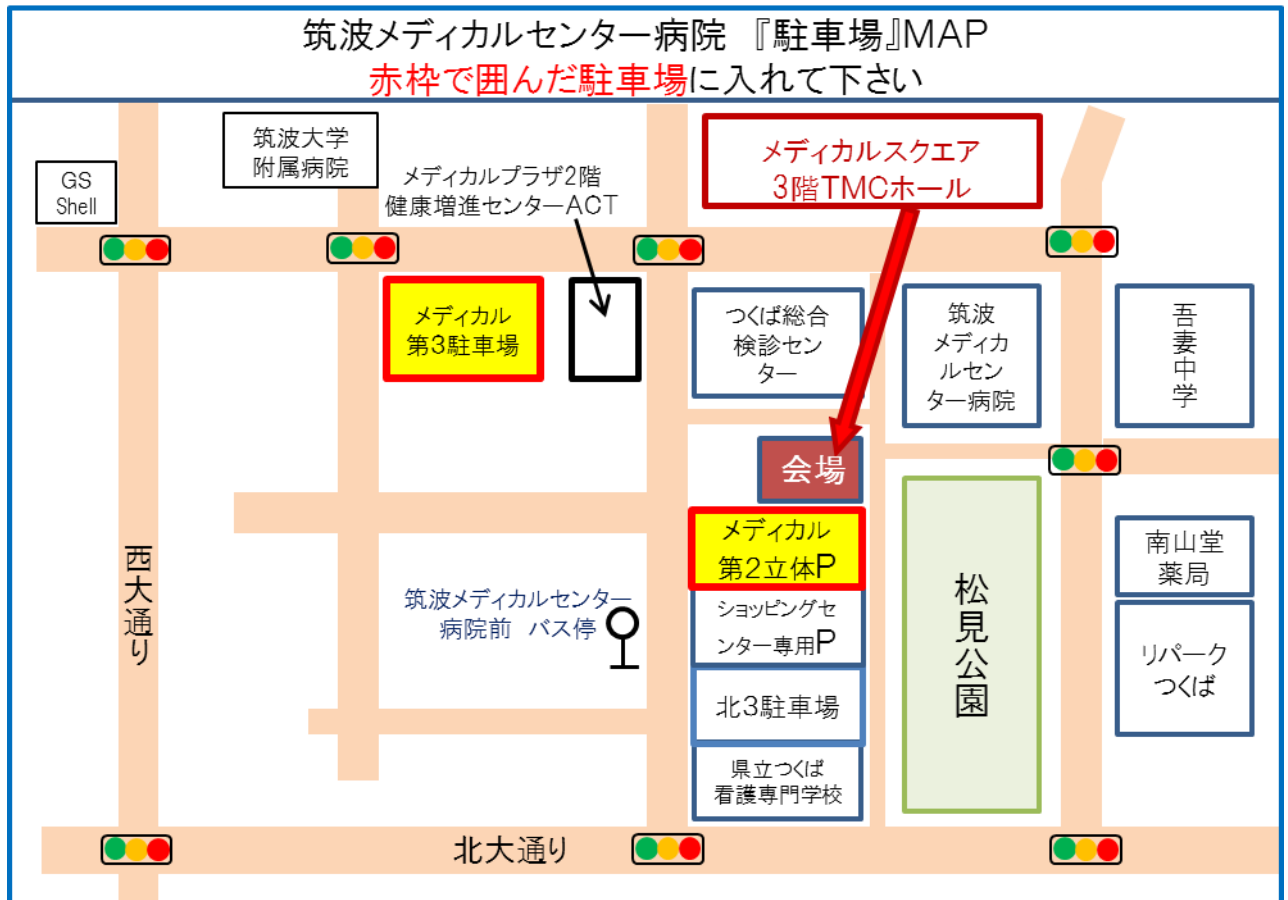 筑波メディカルセンター病院 『駐車場』MAP
赤枠で囲んだ駐車場に入れて下さい
GS
Shell
筑波大学
附属病院
メディカルプラザ2階
健康増進センターACT
メディカルスクエア
3階TMCホール
メディカル
第3駐車場
つくば総合
検診セン
ター
筑波
メディカ
ルセン
ター病院
吾妻中学
会場
メディカル
第2立体P
ショッピングセ
ンター専用P
北3駐車場
県立つくば
看護専門学校
筑波メディカルセンター
病院前 バス停
松見公園
南山堂
薬局
リパーク
つくば
西大通り
北大通り